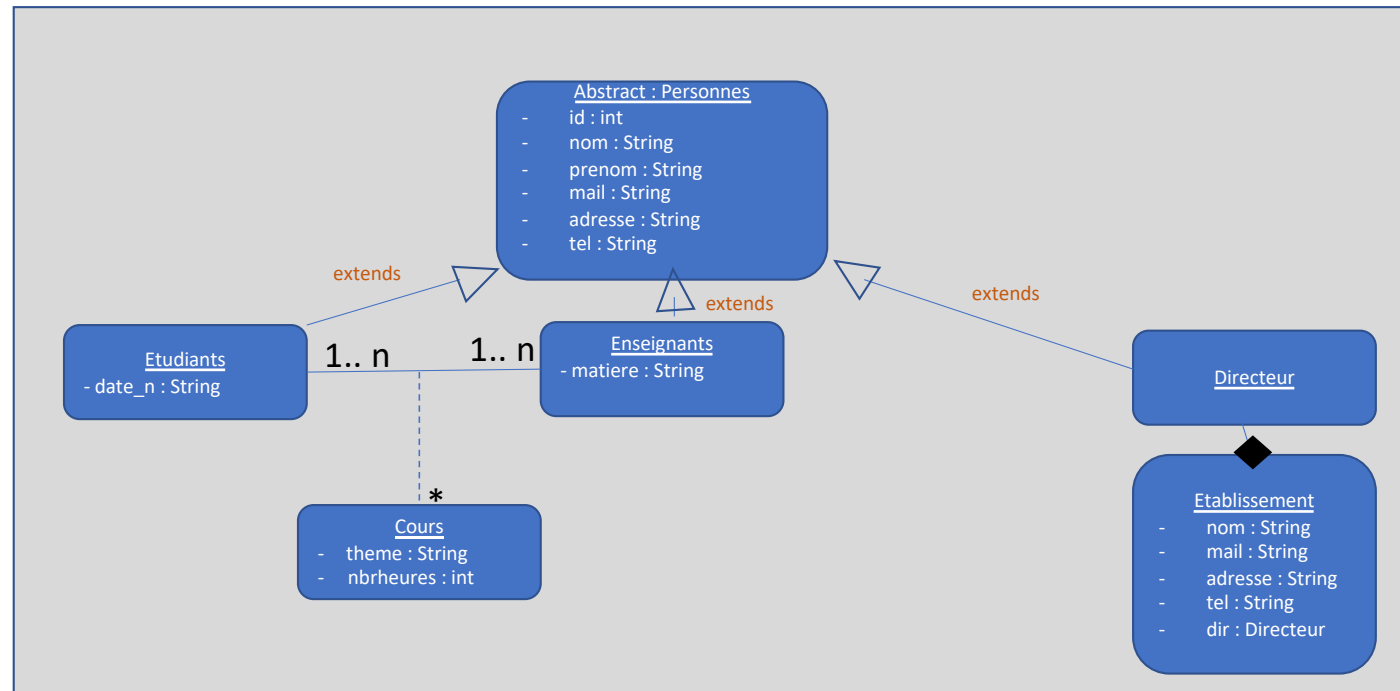 Abstract : Personnes
- id : int
- nom : String
- prenom : String
- mail : String
- adresse : String
- tel : String
extends
extends
extends
Etudiants
- date_n : String
1.. n
1.. n
Enseignants
- matiere : String
Directeur
*
Cours
- theme : String
- nbrheures : int
Etablissement
- nom : String
- mail : String
- adresse : String
- tel : String
- dir : Directeur